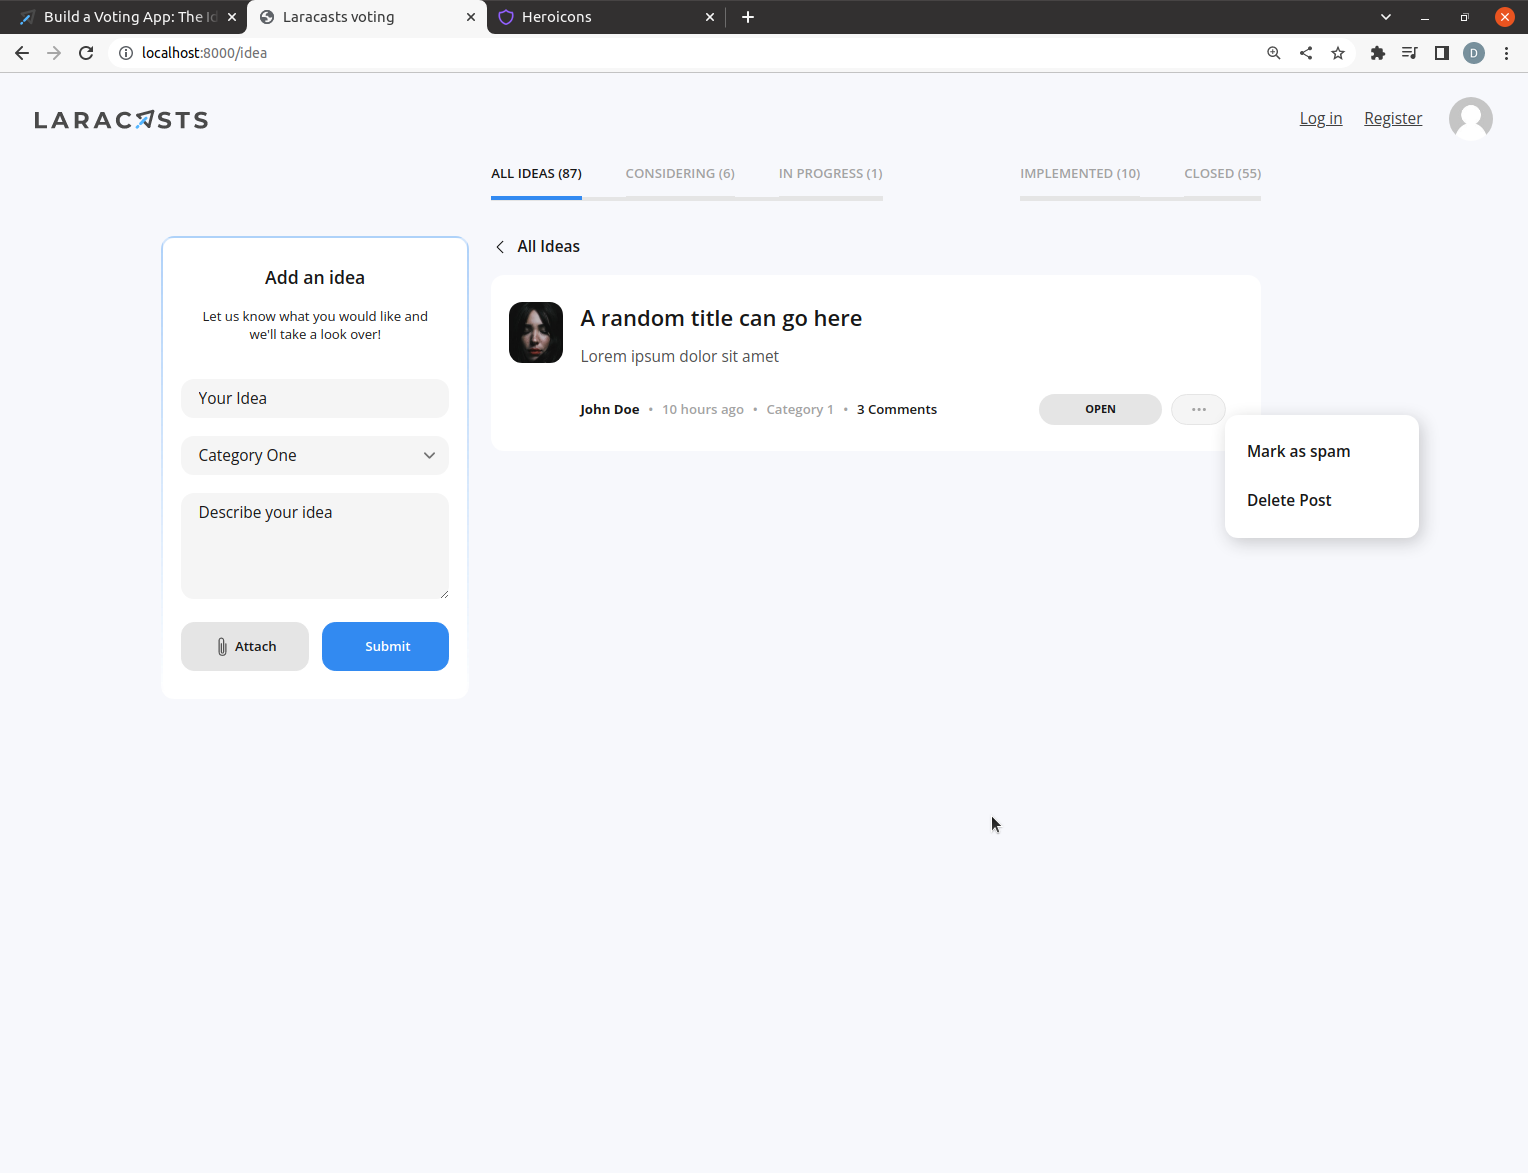 Build a Voting App: The Id
Laracasts voting
Heroicons
localhost:8000/idea
D
LARACASTS
Log in
Register
ALL IDEAS (87)
CONSIDERING (6)
IN PROGRESS (1)
IMPLEMENTED (10)
CLOSED (55)
Add an idea
Let us know what you would like and
we'll take a look over!
Your Idea
Category One
Describe your idea
Attach
Submit
All Ideas
A random title can go here
Lorem ipsum dolor sit amet
John Doe • 10 hours ago • Category 1 • 3 Comments
OPEN
Mark as spam
Delete Post